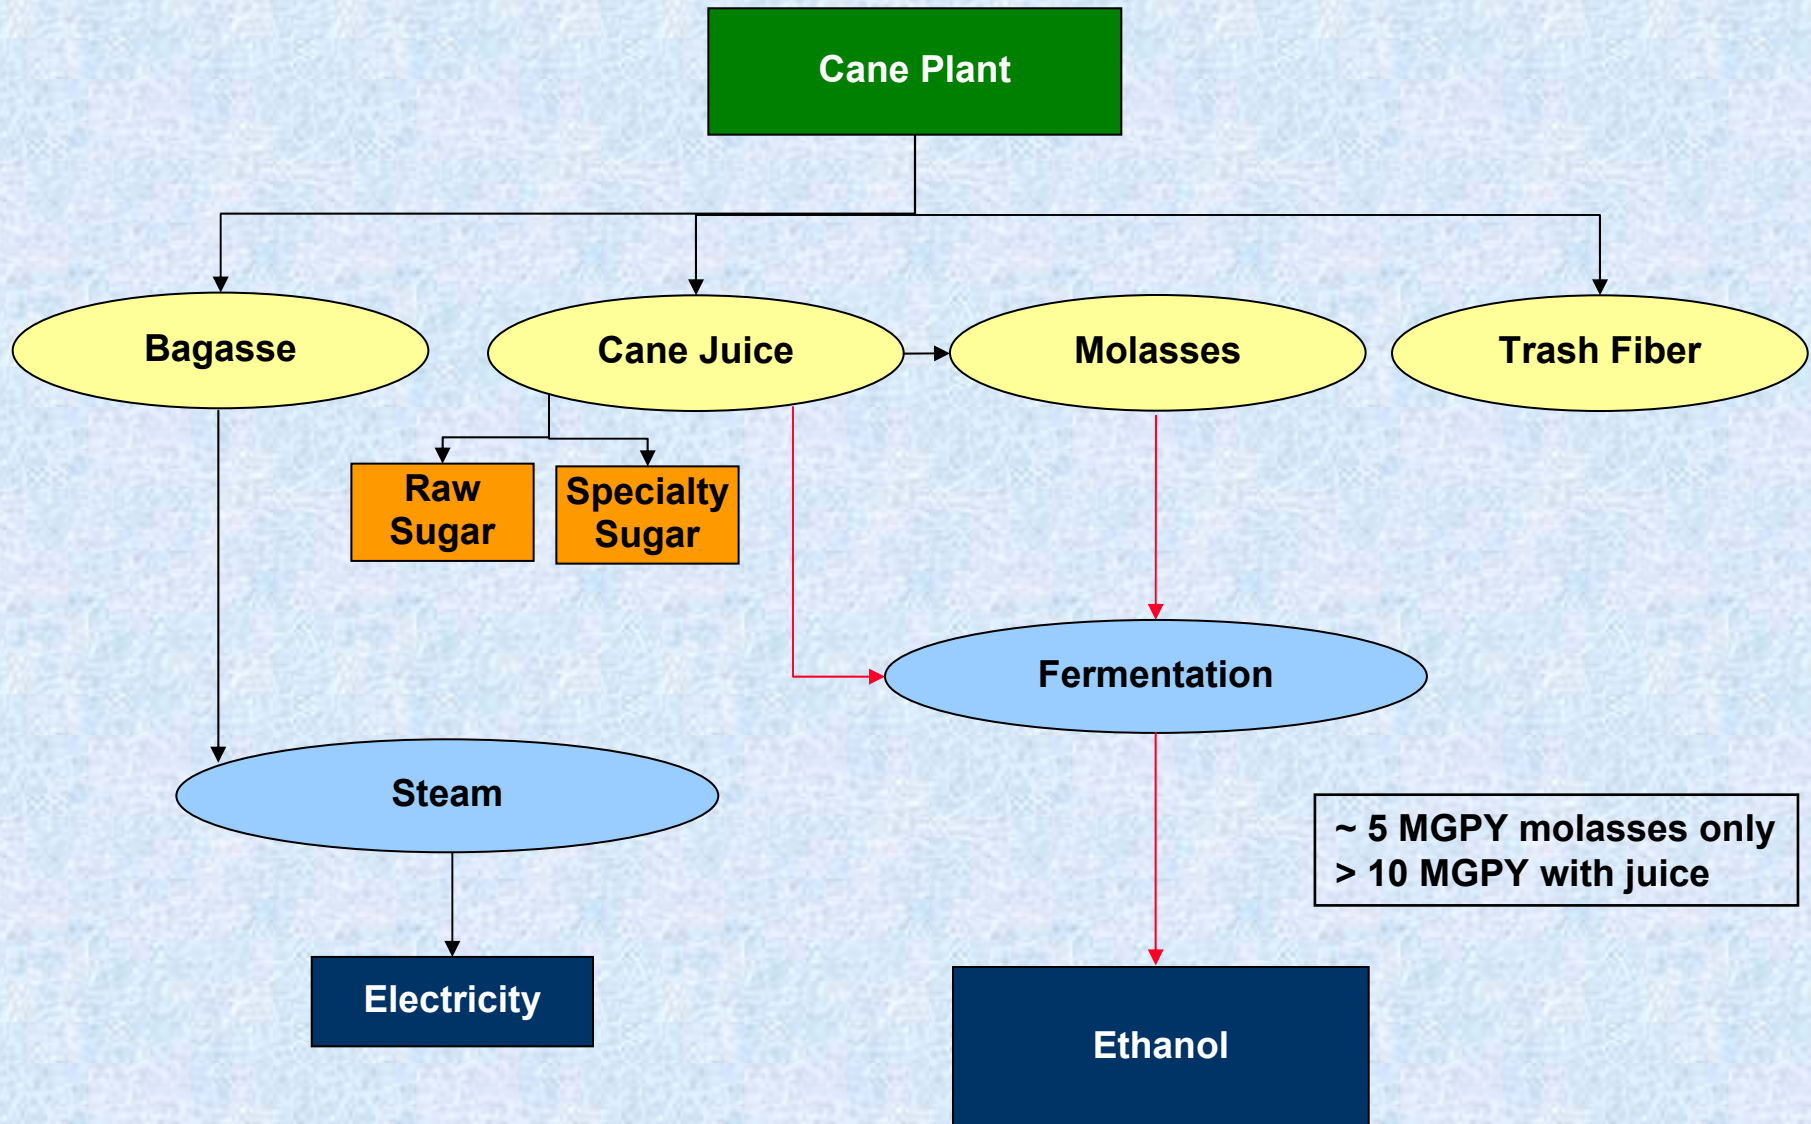 Cane Plant
Bagasse
Cane Juice
Molasses
Trash Fiber
Raw
Sugar
Specialty
Sugar
Fermentation
Steam
~ 5 MGPY molasses only
> 10 MGPY with juice
Electricity
Ethanol